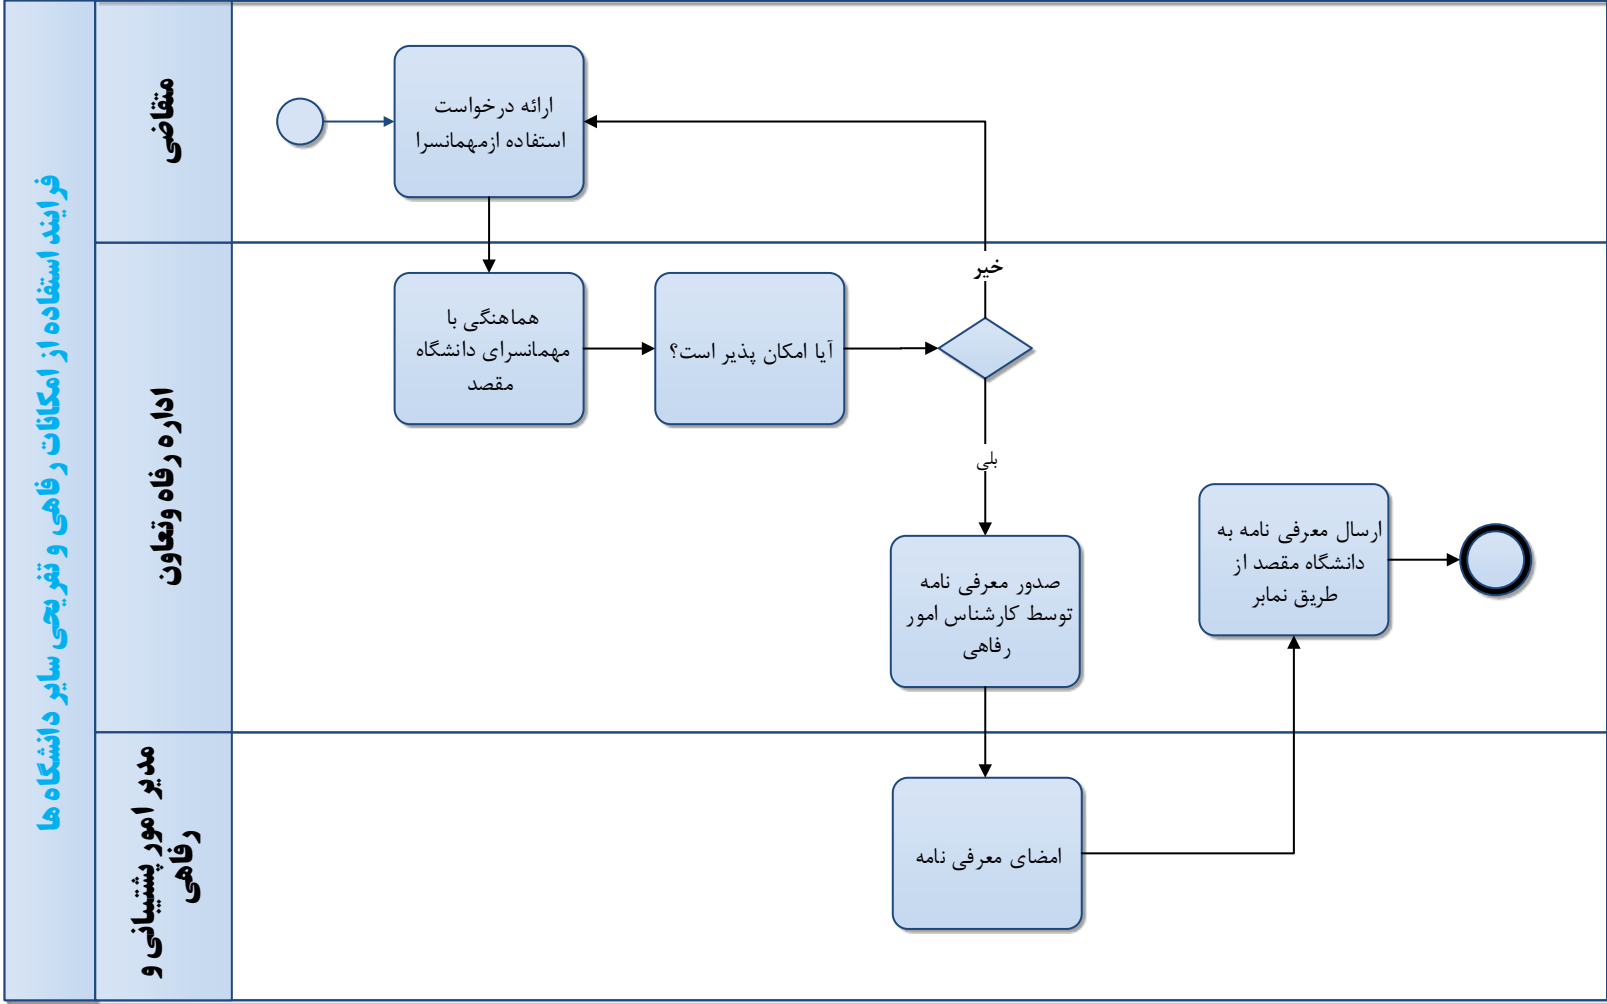 فرایند استفاده از امکانات رفاهی و تفریحی سایر دانشگاه ها
متقاضی
ارائه درخواست
استفاده ازمهمانسرا
اداره رفاه وتعاون
هماهنگی با
مهمانسرای دانشگاه
مقصد
آیا امکان پذیر است؟
خیر
بلی
صدور معرفی نامه
توسط کارشناس امور
رفاهی
ارسال معرفی نامه به
دانشگاه مقصد از
طریق نمابر
مدیر امور پشتیبانی و
رفاهی
امضای معرفی نامه